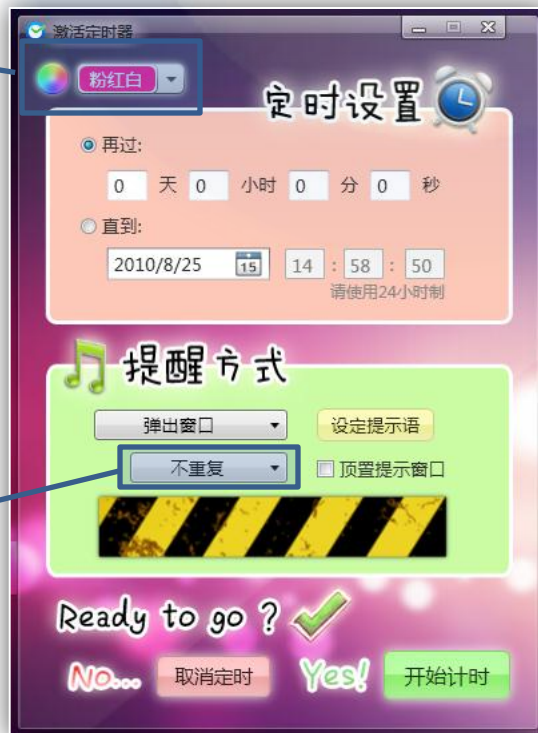 激活定时器
粉红白
定时设置
再过:
0 天 0 小时 0 分 0 秒
直到:
2010/8/25 15 14 : 58 : 50
请使用24小时制
提醒方式
弹出窗口 设定提示语
不重复 顶置提示窗口
Ready to go ?
No... 取消定时 Yes! 开始计时